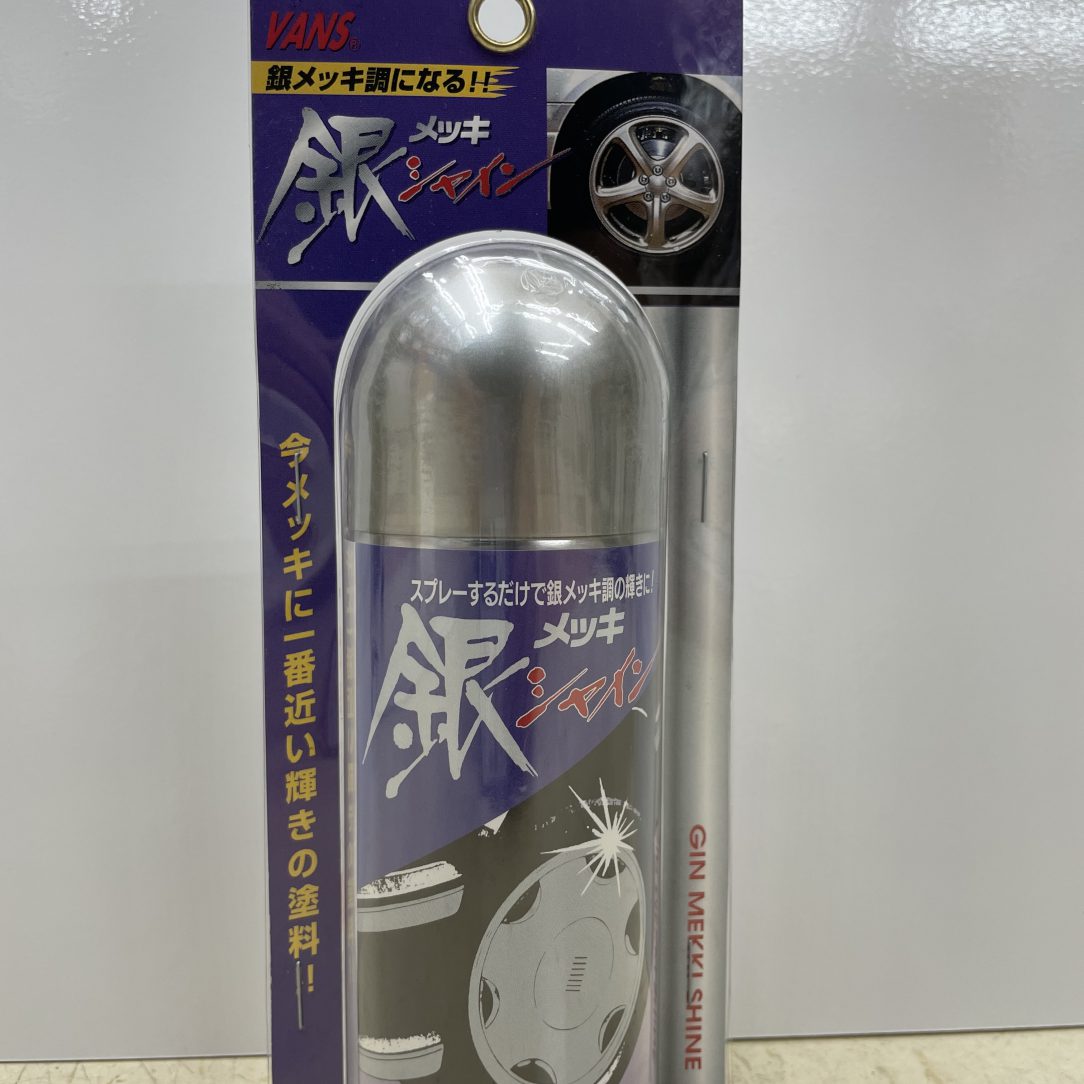 VANS®
銀メッキ調になる!!
銀メッキシャイン
今メッキに一番近い輝きの塗料!
スプレーするだけで銀メッキ調の輝きに!
銀メッキシャイン
GIN MEKKI SHINE